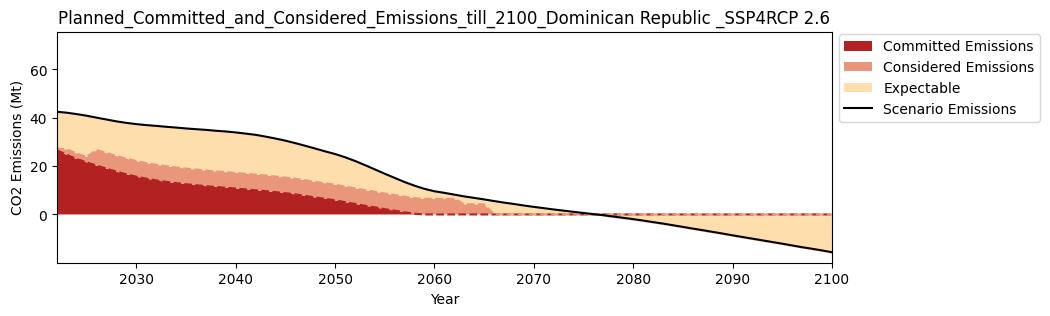 Planned_Committed_and_Considered_Emissions_till_2100_Dominican Republic _SSP4RCP 2.6
Committed Emissions
Considered Emissions
Expectable
Scenario Emissions
CO2 Emissions (Mt)
60
40
20
0
2030 2040 2050 2060 2070 2080 2090 2100
Year